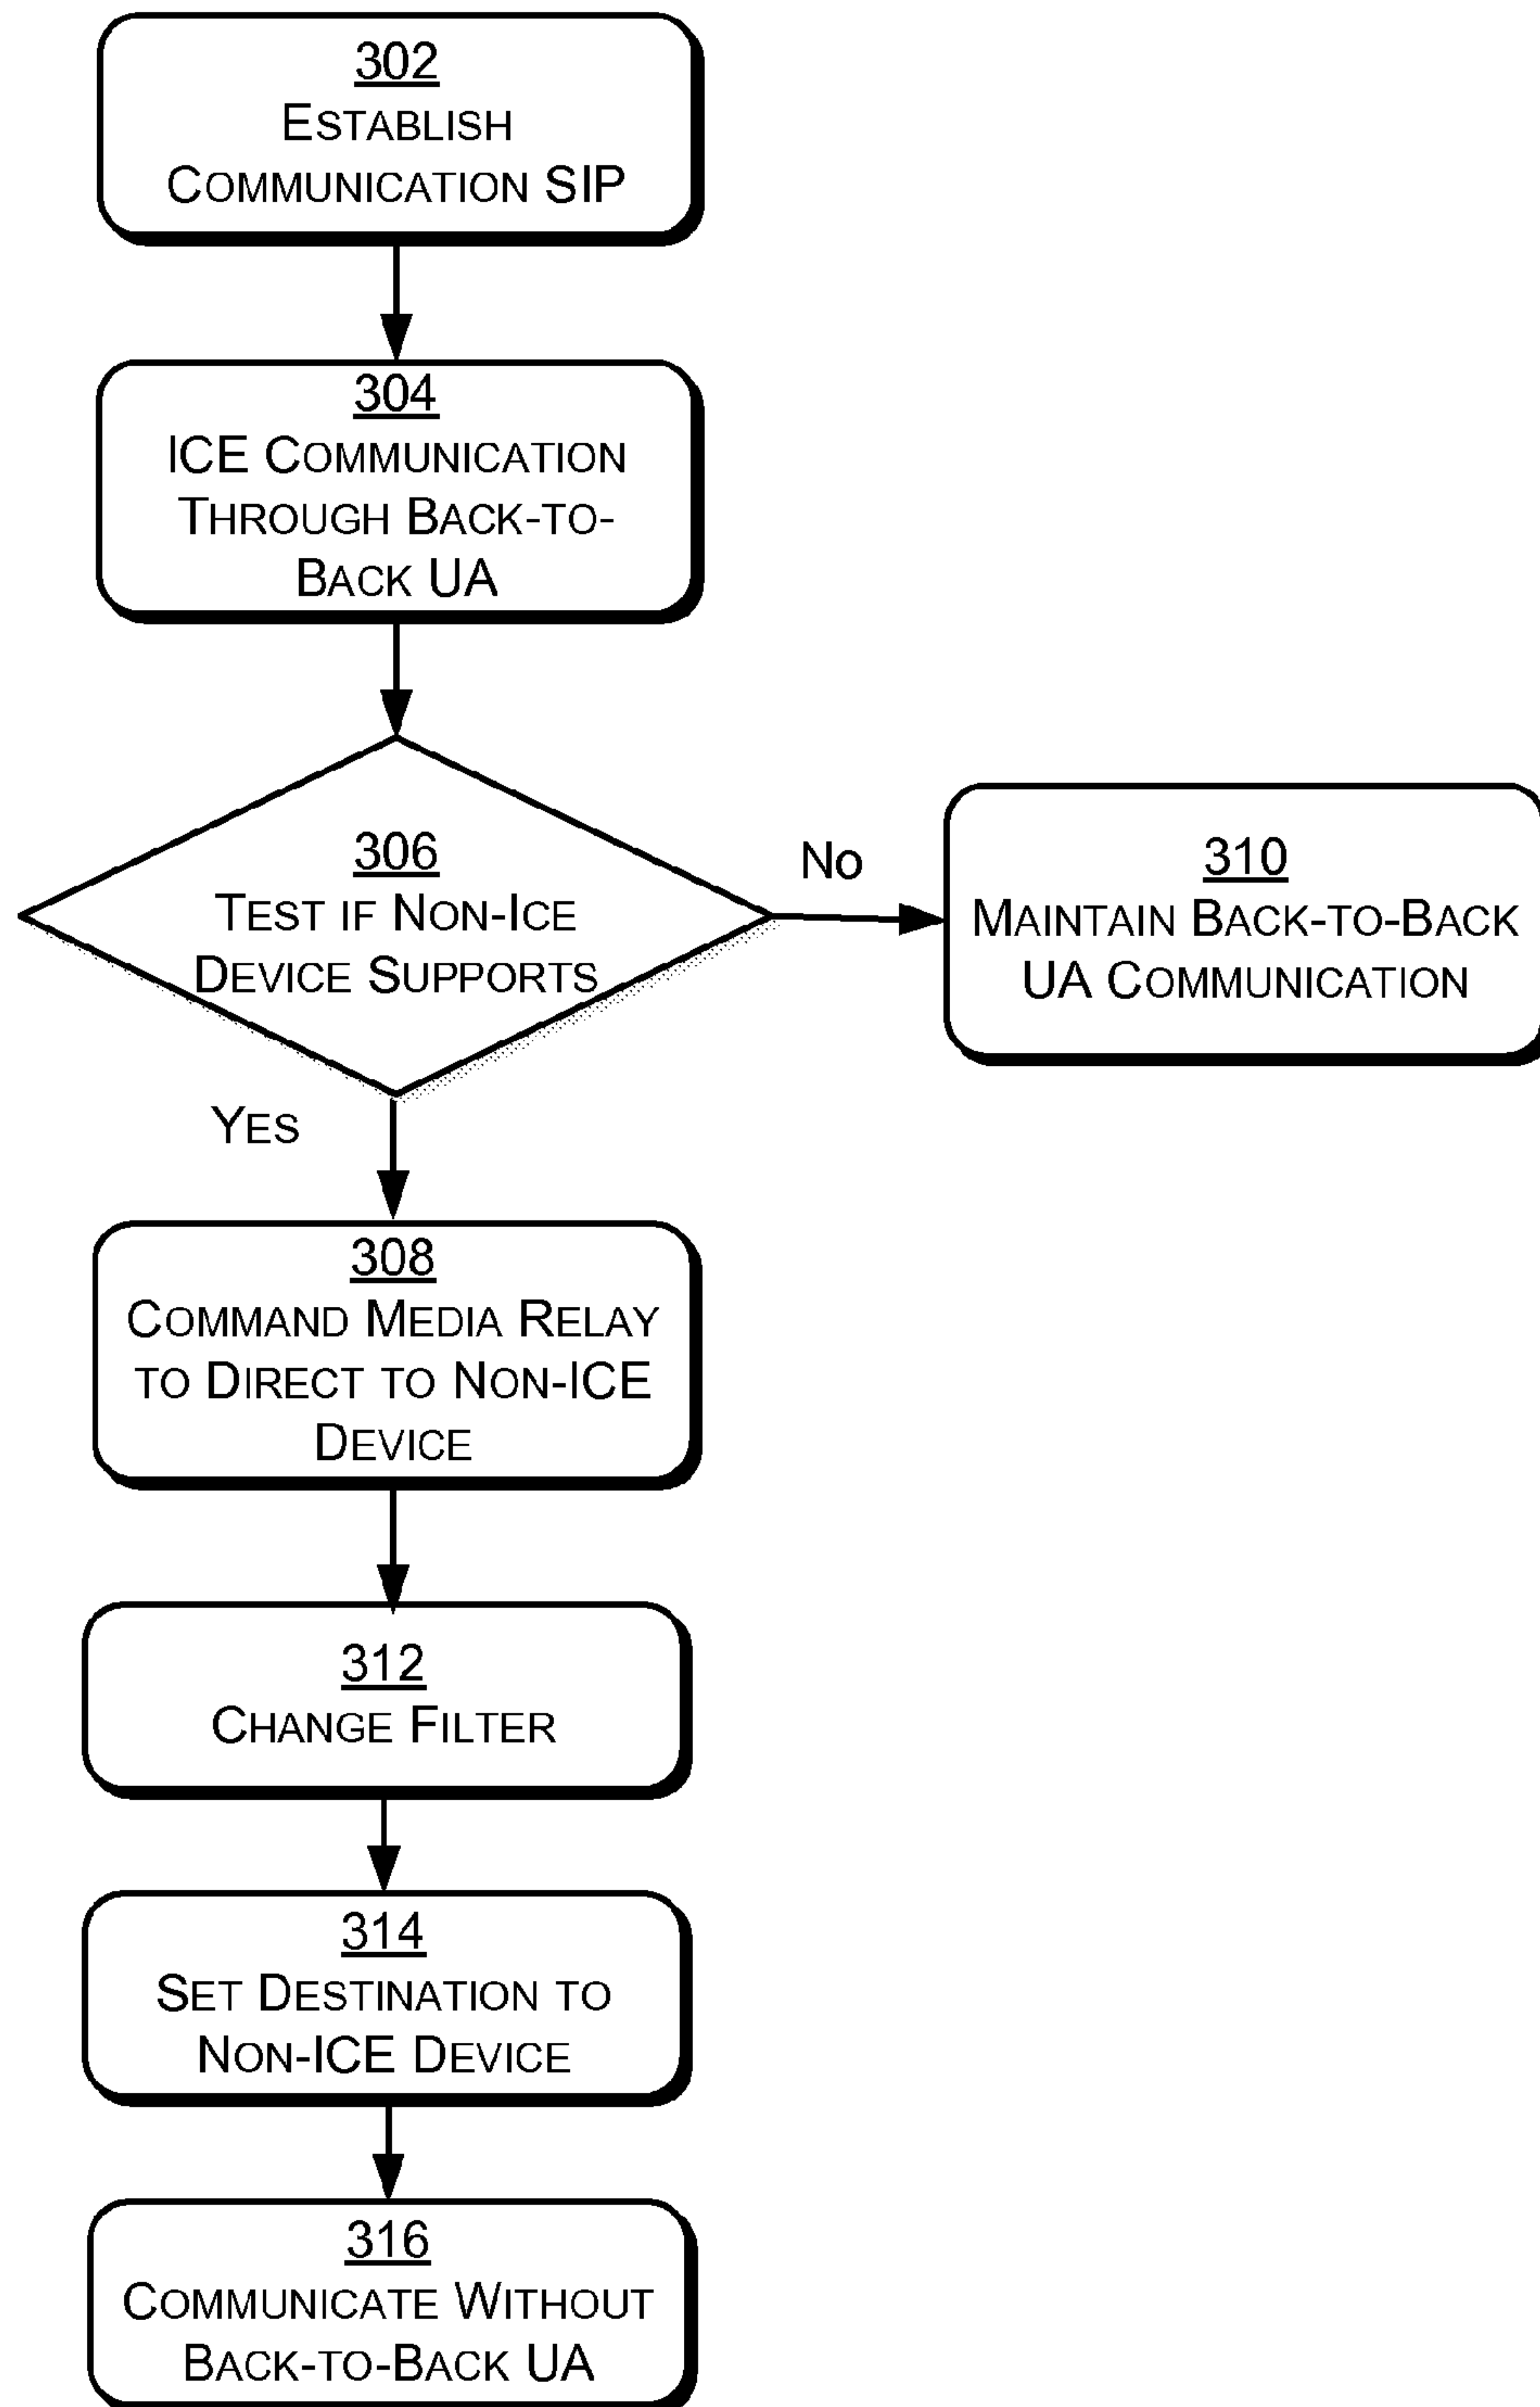 302
ESTABLISH
COMMUNICATION SIP
304
ICE COMMUNICATION
THROUGH BACK-TO-
BACK UA
306
TEST IF NON-ICE
DEVICE SUPPORTS
NO
310
MAINTAIN BACK-TO-BACK
UA COMMUNICATION
YES
308
COMMAND MEDIA RELAY
TO DIRECT TO NON-ICE
DEVICE
312
CHANGE FILTER
314
SET DESTINATION TO
NON-ICE DEVICE
316
COMMUNICATE WITHOUT
BACK-TO-BACK UA